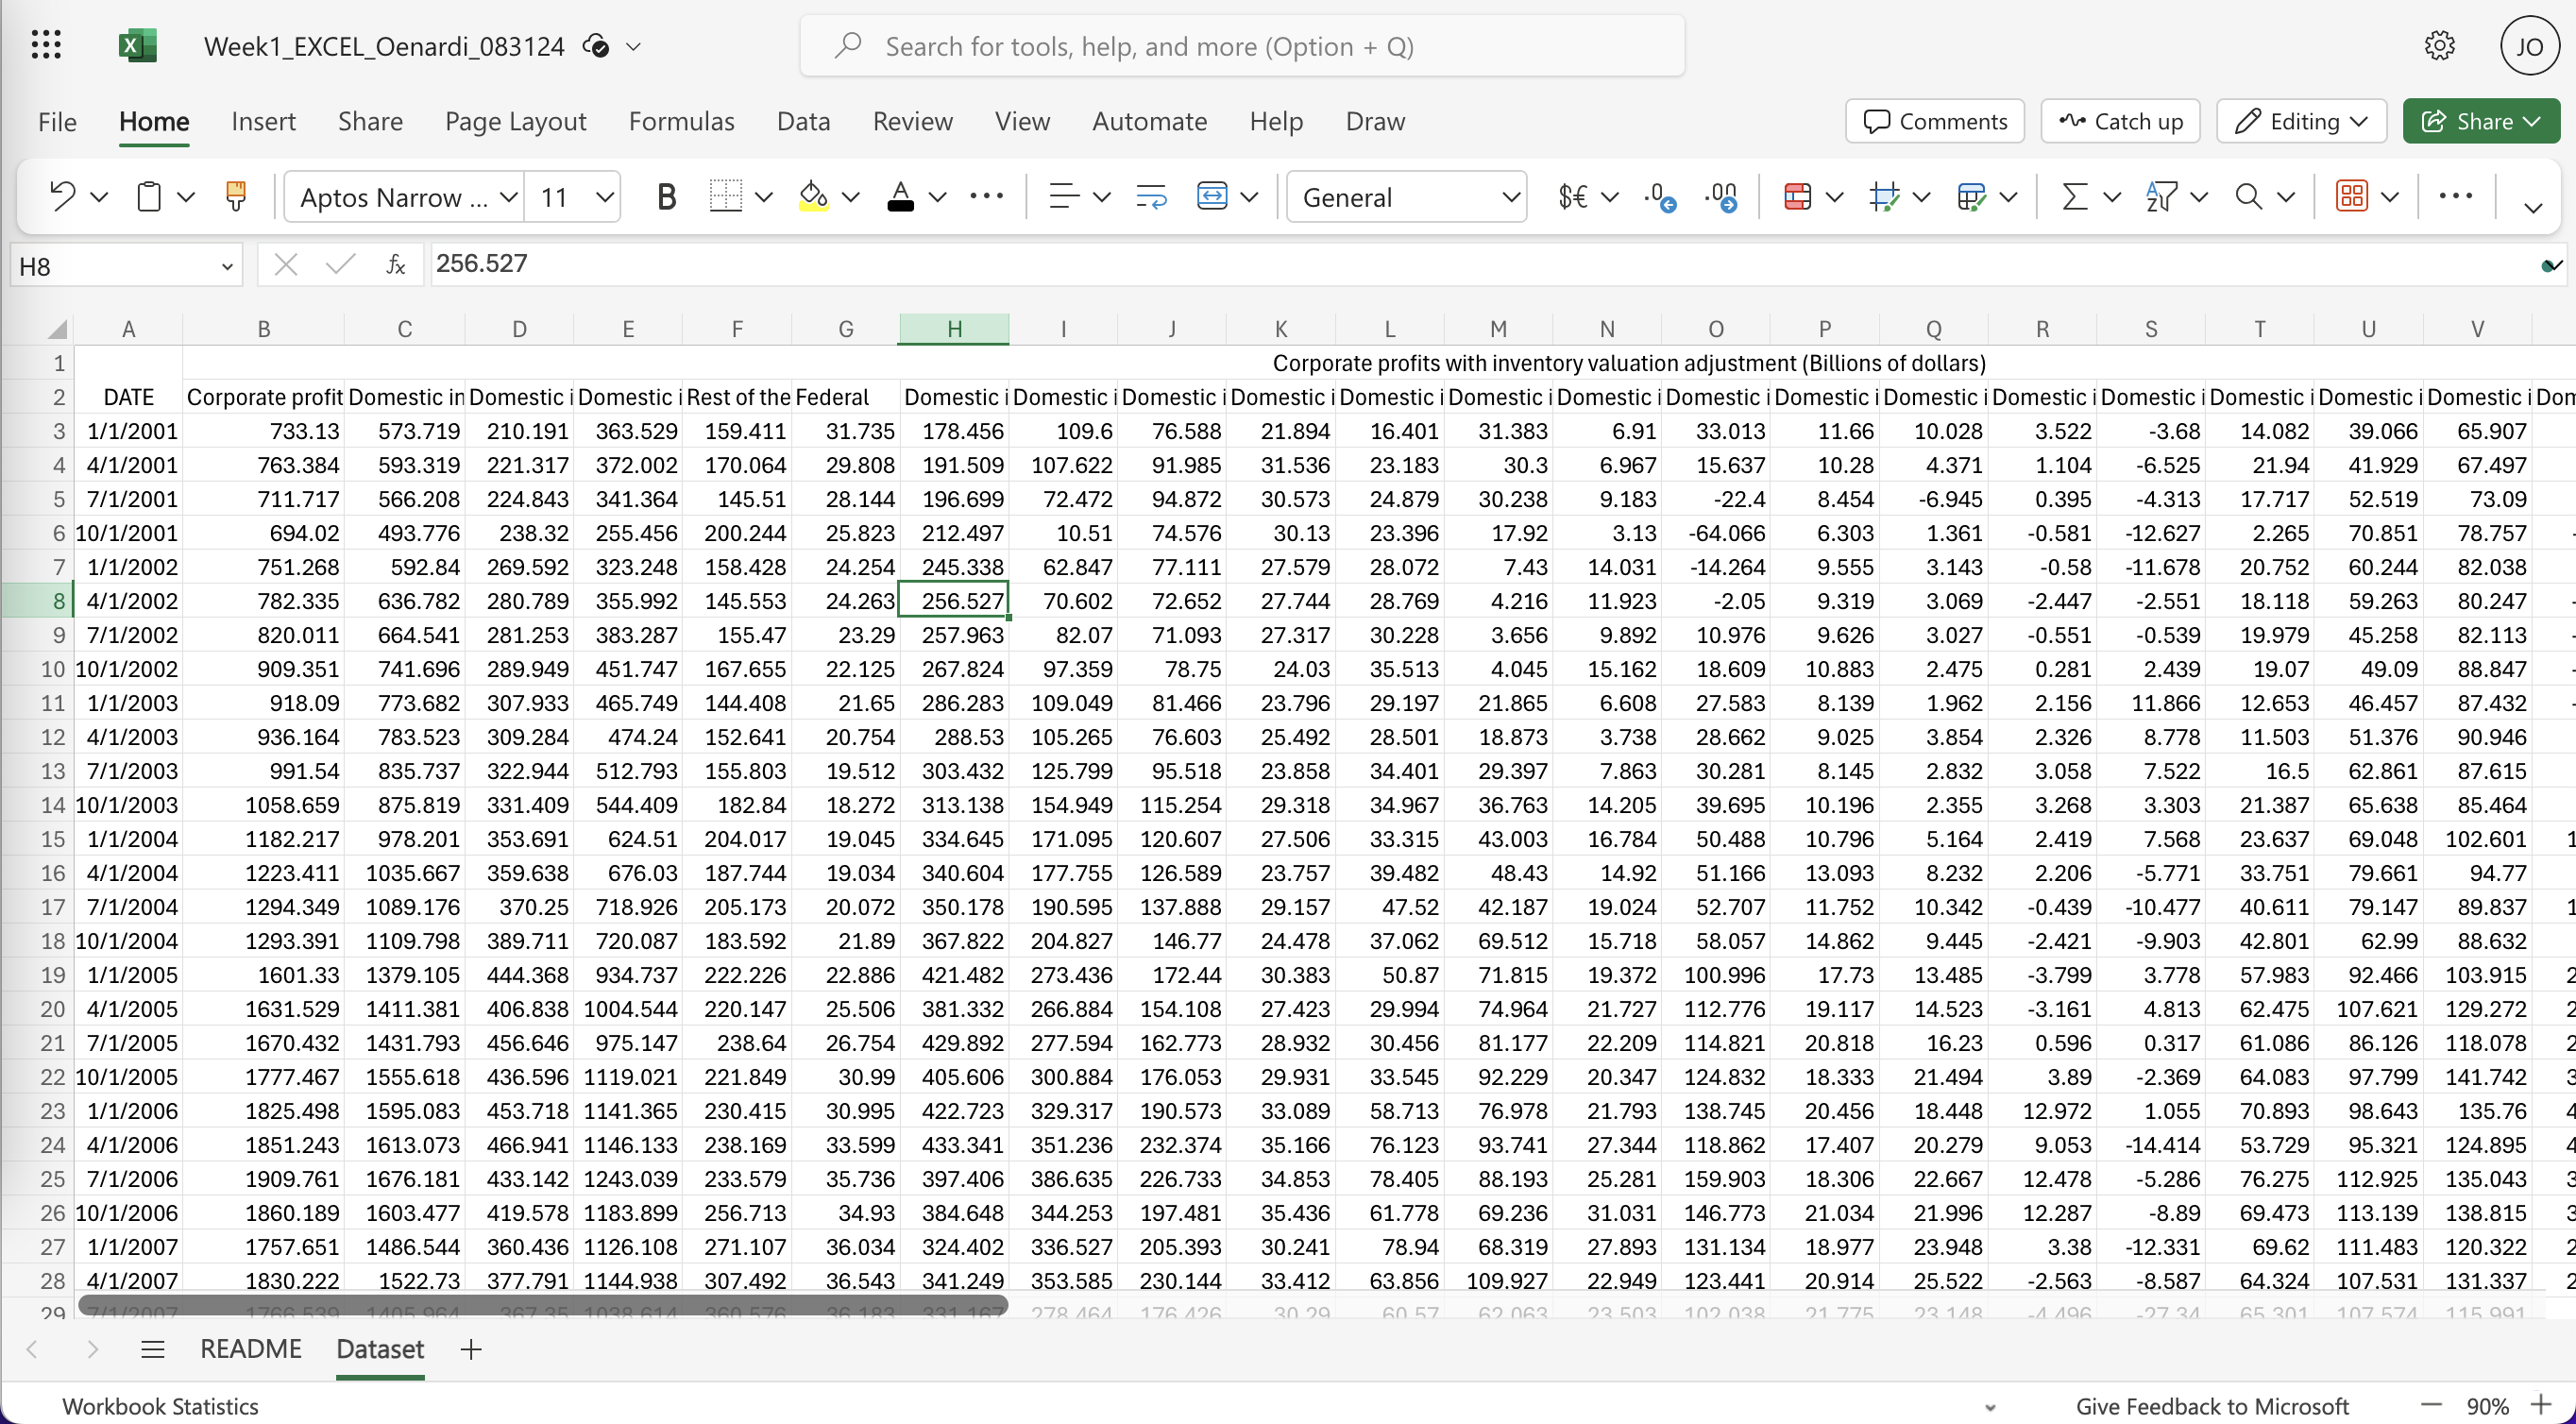 Week1_EXCEL_Oenardi_083124
Search for tools, help, and more (Option + Q)
JO
File Home Insert Share Page Layout Formulas Data Review View Automate Help Draw Comments Catch up Editing Share
Aptos Narrow ... 11 B A General $€
H8 fx 256.527
A B C D E F G H I J K L M N O P Q R S T U V
1 Corporate profits with inventory valuation adjustment (Billions of dollars)
2 DATE Corporate profit Domestic in Domestic i Domestic i Rest of the Federal Domestic i Domestic i Domestic i Domestic i Domestic i Domestic i Domestic i Domestic i Domestic i Domestic i Domestic i Domestic i Domestic i Domestic i Domestic i Dom
3 1/1/2001 733.13 573.719 210.191 363.529 159.411 31.735 178.456 109.6 76.588 21.894 16.401 31.383 6.91 33.013 11.66 10.028 3.522 -3.68 14.082 39.066 65.907
4 4/1/2001 763.384 593.319 221.317 372.002 170.064 29.808 191.509 107.622 91.985 31.536 23.183 30.3 6.967 15.637 10.28 4.371 1.104 -6.525 21.94 41.929 67.497
5 7/1/2001 711.717 566.208 224.843 341.364 145.51 28.144 196.699 72.472 94.872 30.573 24.879 30.238 9.183 -22.4 8.454 -6.945 0.395 -4.313 17.717 52.519 73.09
6 10/1/2001 694.02 493.776 238.32 255.456 200.244 25.823 212.497 10.51 74.576 30.13 23.396 17.92 3.13 -64.066 6.303 1.361 -0.581 -12.627 2.265 70.851 78.757
7 1/1/2002 751.268 592.84 269.592 323.248 158.428 24.254 245.338 62.847 77.111 27.579 28.072 7.43 14.031 -14.264 9.555 3.143 -0.58 -11.678 20.752 60.244 82.038
8 4/1/2002 782.335 636.782 280.789 355.992 145.553 24.263 256.527 70.602 72.652 27.744 28.769 4.216 11.923 -2.05 9.319 3.069 -2.447 -2.551 18.118 59.263 80.247
9 7/1/2002 820.011 664.541 281.253 383.287 155.47 23.29 257.963 82.07 71.093 27.317 30.228 3.656 9.892 10.976 9.626 3.027 -0.551 -0.539 19.979 45.258 82.113
10 10/1/2002 909.351 741.696 289.949 451.747 167.655 22.125 267.824 97.359 78.75 24.03 35.513 4.045 15.162 18.609 10.883 2.475 0.281 2.439 19.07 49.09 88.847
11 1/1/2003 918.09 773.682 307.933 465.749 144.408 21.65 286.283 109.049 81.466 23.796 29.197 21.865 6.608 27.583 8.139 1.962 2.156 11.866 12.653 46.457 87.432
12 4/1/2003 936.164 783.523 309.284 474.24 152.641 20.754 288.53 105.265 76.603 25.492 28.501 18.873 3.738 28.662 9.025 3.854 2.326 8.778 11.503 51.376 90.946
13 7/1/2003 991.54 835.737 322.944 512.793 155.803 19.512 303.432 125.799 95.518 23.858 34.401 29.397 7.863 30.281 8.145 2.832 3.058 7.522 16.5 62.861 87.615
14 10/1/2003 1058.659 875.819 331.409 544.409 182.84 18.272 313.138 154.949 115.254 29.318 34.967 36.763 14.205 39.695 10.196 2.355 3.268 3.303 21.387 65.638 85.464
15 1/1/2004 1182.217 978.201 353.691 624.51 204.017 19.045 334.645 171.095 120.607 27.506 33.315 43.003 16.784 50.488 10.796 5.164 2.419 7.568 23.637 69.048 102.601 1
16 4/1/2004 1223.411 1035.667 359.638 676.03 187.744 19.034 340.604 177.755 126.589 23.757 39.482 48.43 14.92 51.166 13.093 8.232 2.206 -5.771 33.751 79.661 94.77
17 7/1/2004 1294.349 1089.176 370.25 718.926 205.173 20.072 350.178 190.595 137.888 29.157 47.52 42.187 19.024 52.707 11.752 10.342 -0.439 -10.477 40.611 79.147 89.837 1
18 10/1/2004 1293.391 1109.798 389.711 720.087 183.592 21.89 367.822 204.827 146.77 24.478 37.062 69.512 15.718 58.057 14.862 9.445 -2.421 -9.903 42.801 62.99 88.632
19 1/1/2005 1601.33 1379.105 444.368 934.737 222.226 22.886 421.482 273.436 172.44 30.383 50.87 71.815 19.372 100.996 17.73 13.485 -3.799 3.778 57.983 92.466 103.915 2
20 4/1/2005 1631.529 1411.381 406.838 1004.544 220.147 25.506 381.332 266.884 154.108 27.423 29.994 74.964 21.727 112.776 19.117 14.523 -3.161 4.813 62.475 107.621 129.272 2
21 7/1/2005 1670.432 1431.793 456.646 975.147 238.64 26.754 429.892 277.594 162.773 28.932 30.456 81.177 22.209 114.821 20.818 16.23 0.596 0.317 61.086 86.126 118.078 2
22 10/1/2005 1777.467 1555.618 436.596 1119.021 221.849 30.99 405.606 300.884 176.053 29.931 33.545 92.229 20.347 124.832 18.333 21.494 3.89 -2.369 64.083 97.799 141.742 3
23 1/1/2006 1825.498 1595.083 453.718 1141.365 230.415 30.995 422.723 329.317 190.573 33.089 58.713 76.978 21.793 138.745 20.456 18.448 12.972 1.055 70.893 98.643 135.76 4
24 4/1/2006 1851.243 1613.073 466.941 1146.133 238.169 33.599 433.341 351.236 232.374 35.166 76.123 93.741 27.344 118.862 17.407 20.279 9.053 -14.414 53.729 95.321 124.895 4
25 7/1/2006 1909.761 1676.181 433.142 1243.039 233.579 35.736 397.406 386.635 226.733 34.853 78.405 88.193 25.281 159.903 18.306 22.667 12.478 -5.286 76.275 112.925 135.043 3
26 10/1/2006 1860.189 1603.477 419.578 1183.899 256.713 34.93 384.648 344.253 197.481 35.436 61.778 69.236 31.031 146.773 21.034 21.996 12.287 -8.89 69.473 113.139 138.815 3
27 1/1/2007 1757.651 1486.544 360.436 1126.108 271.107 36.034 324.402 336.527 205.393 30.241 78.94 68.319 27.893 131.134 18.977 23.948 3.38 -12.331 69.62 111.483 120.322 2
28 4/1/2007 1830.222 1522.73 377.791 1144.938 307.492 36.543 341.249 353.585 230.144 33.412 63.856 109.927 22.949 123.441 20.914 25.522 -2.563 -8.587 64.324 107.531 131.337 2
29 7/1/2007 1766.539 1405.964 367.35 1038.614 360.576 36.183 331.167 278.464 176.426 30.29 60.57 62.063 23.503 102.038 21.775 23.148 -4.496 -27.34 65.301 107.574 115.991
README Dataset
Workbook Statistics Give Feedback to Microsoft 90%